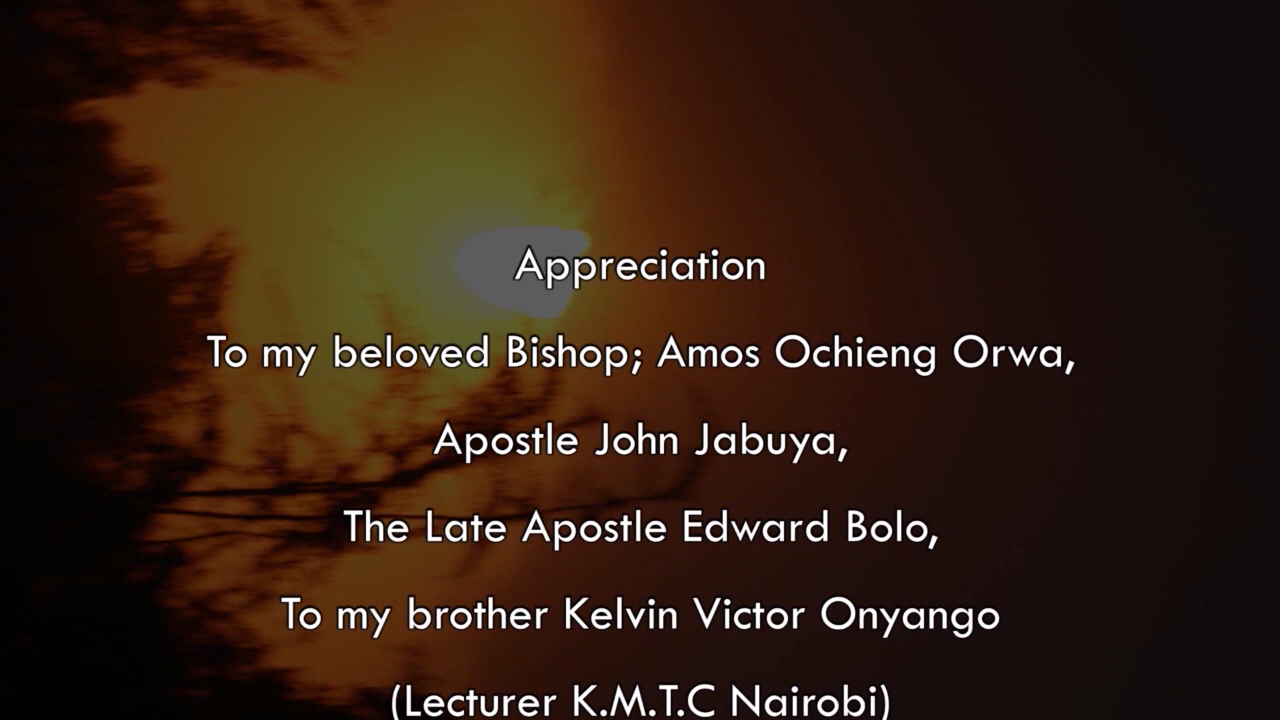 Appreciation
To my beloved Bishop; Amos Ochieng Orwa,
Apostle John Jabuya,
The Late Apostle Edward Bolo,
To my brother Kelvin Victor Onyango
(Lecturer K.M.T.C Nairobi)